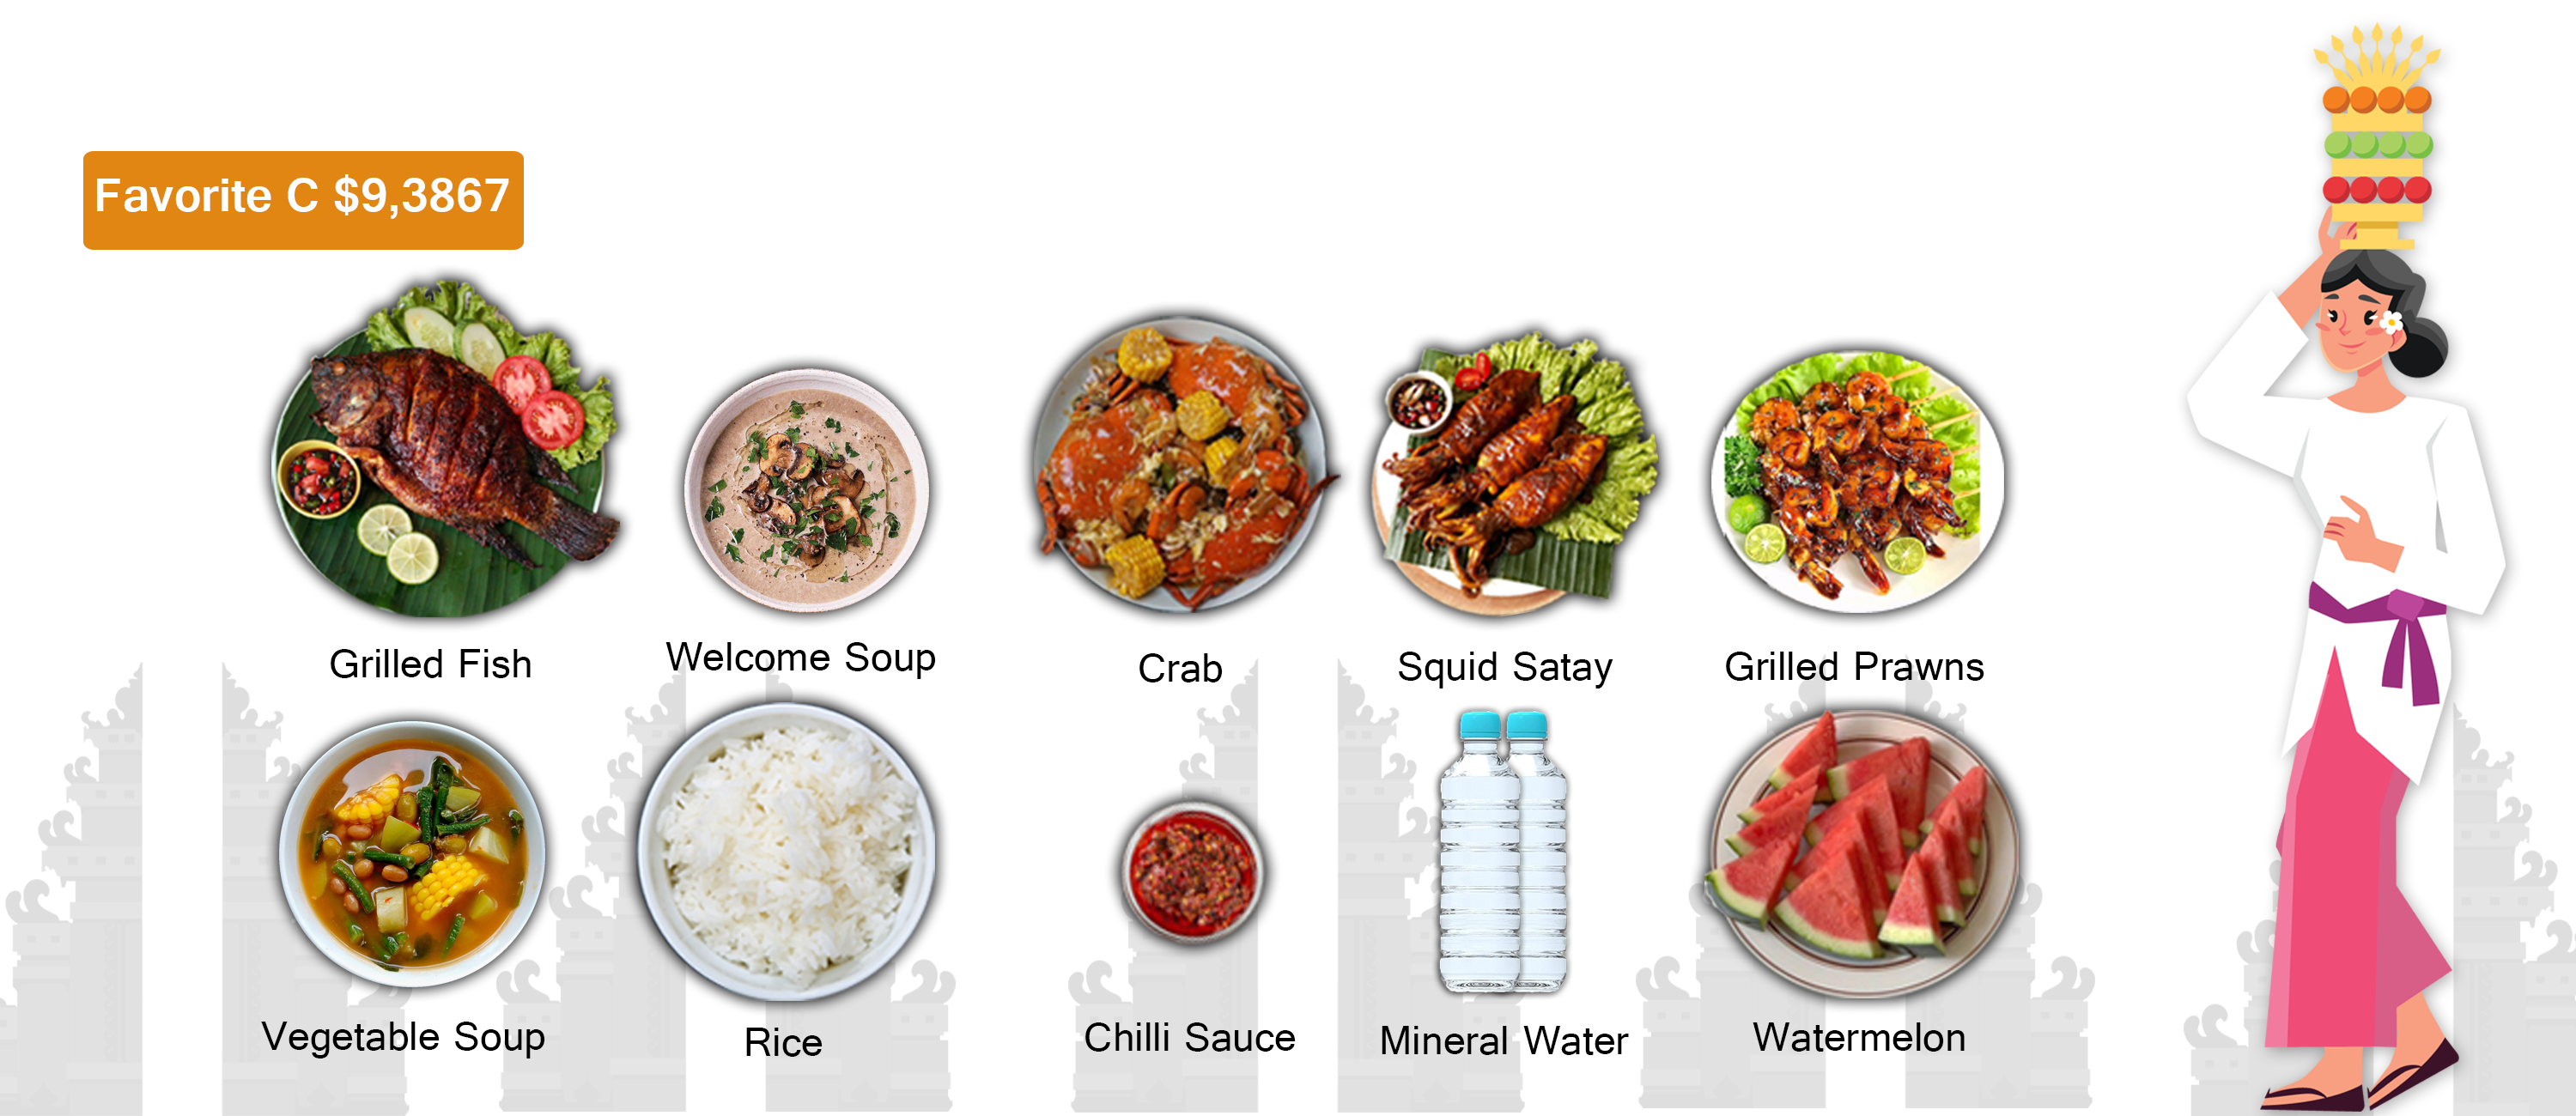 Favorite C $9,3867
Grilled Fish
Welcome Soup
Crab
Squid Satay
Grilled Prawns
Vegetable Soup
Rice
Chilli Sauce
Mineral Water
Watermelon